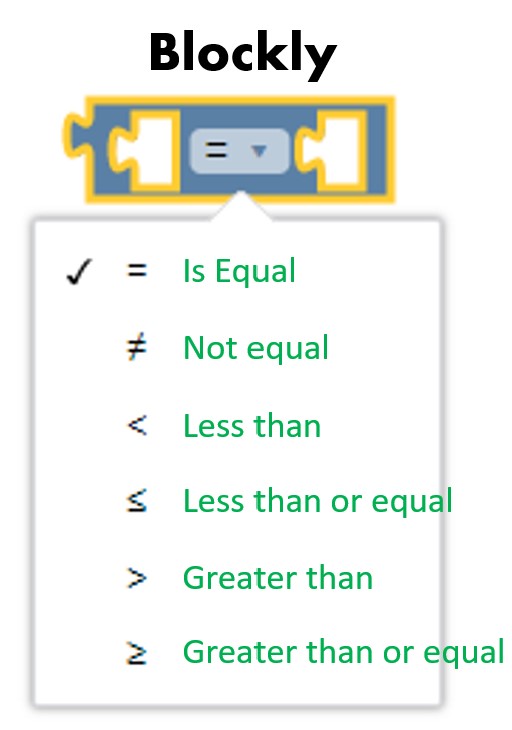 Blockly
= ▼
✓ = Is Equal
≠ Not equal
< Less than
≤ Less than or equal
> Greater than
≥ Greater than or equal